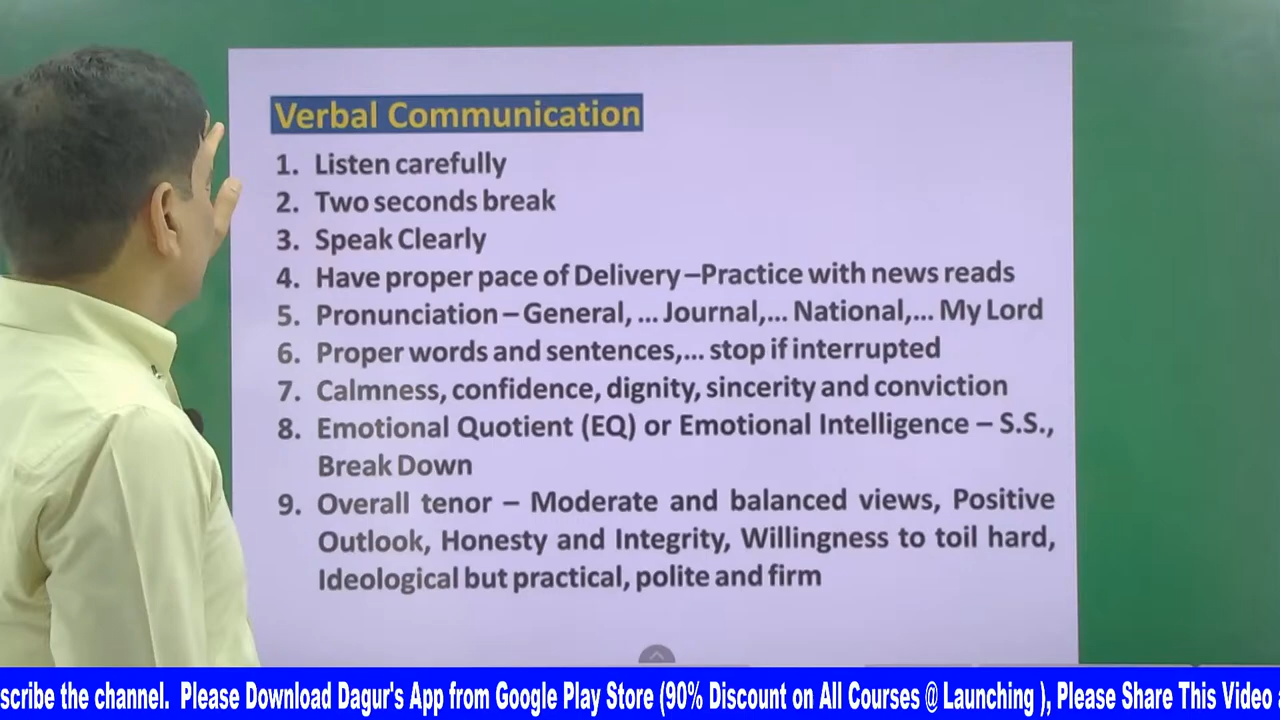 Verbal Communication
1. Listen carefully
2. Two seconds break
3. Speak Clearly
4. Have proper pace of Delivery –Practice with news reads
5. Pronunciation – General, ... Journal,... National,... My Lord
6. Proper words and sentences,... stop if interrupted
7. Calmness, confidence, dignity, sincerity and conviction
8. Emotional Quotient (EQ) or Emotional Intelligence – S.S.,
Break Down
9. Overall tenor – Moderate and balanced views, Positive
Outlook, Honesty and Integrity, Willingness to toil hard,
Ideological but practical, polite and firm
scribe the channel. Please Download Dagur's App from Google Play Store (90% Discount on All Courses @ Launching ), Please Share This Video